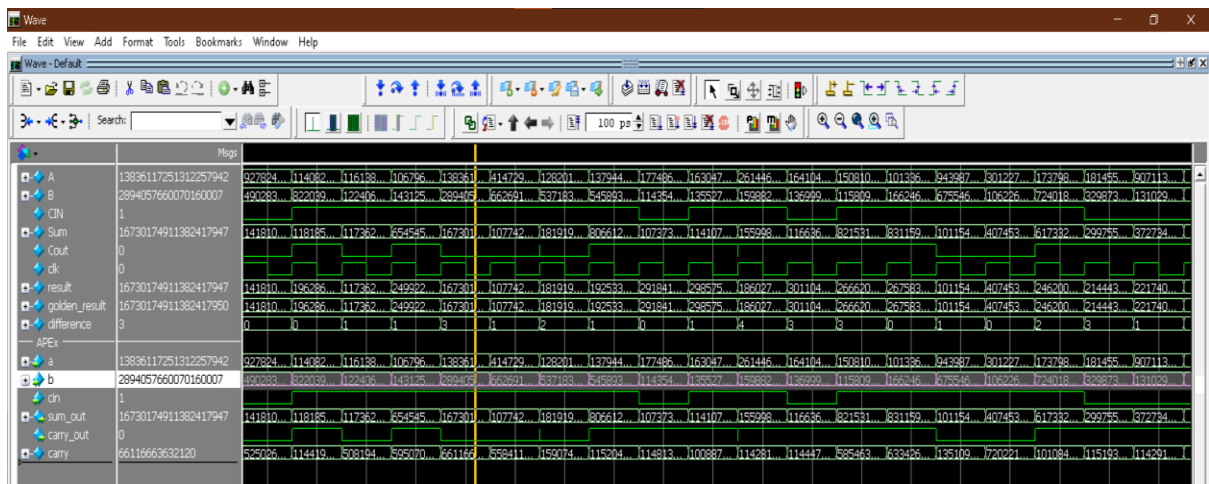 Wave
File Edit View Add Format Tools Bookmarks Window Help
Wave - Default
Search:
100 ps
Msgs
A 13836117251312257942 927824... 114082... 116138... 106796... 138361... 414729... 128201... 137944... 177486... 163047... 261446... 164104... 150810... 101336... 943987... 301227... 173798... 181455... 907113...
B 2894057660070160007 490283... 822039... 122406... 143125... 289405... 662691... 537183... 545893... 114354... 135527... 159882... 136999... 115809... 166246... 675546... 106226... 724018... 329873... 131029...
CIN 1
Sum 16730174911382417947 141810... 118185... 117362... 654545... 167301... 107742... 181919... 806612... 107373... 114107... 155998... 116636... 821531... 831159... 101154... 407453... 617332... 299755... 372734...
Cout 0
clk 0
result 16730174911382417947 141810... 196286... 117362... 249922... 167301... 107742... 181919... 192533... 291841... 298575... 186027... 301104... 266620... 267583... 101154... 407453... 246200... 214443... 221740...
golden_result 16730174911382417950 141810... 196286... 117362... 249922... 167301... 107742... 181919... 192533... 291841... 298575... 186027... 301104... 266620... 267583... 101154... 407453... 246200... 214443... 221740...
difference 3 0 0 1 1 3 1 2 1 0 1 4 3 3 0 1 0 2 3 1
APEx
a 13836117251312257942 927824... 114082... 116138... 106796... 138361... 414729... 128201... 137944... 177486... 163047... 261446... 164104... 150810... 101336... 943987... 301227... 173798... 181455... 907113...
b 2894057660070160007 490283... 822039... 122406... 143125... 289405... 662691... 537183... 545893... 114354... 135527... 159882... 136999... 115809... 166246... 675546... 106226... 724018... 329873... 131029...
cin 1
sum_out 16730174911382417947 141810... 118185... 117362... 654545... 167301... 107742... 181919... 806612... 107373... 114107... 155998... 116636... 821531... 831159... 101154... 407453... 617332... 299755... 372734...
carry_out 0
carry 66116663632120 525026... 114419... 508194... 595070... 661166... 558411... 159074... 115204... 114813... 100887... 114281... 114447... 585463... 633426... 135109... 720221... 101084... 115193... 114291...